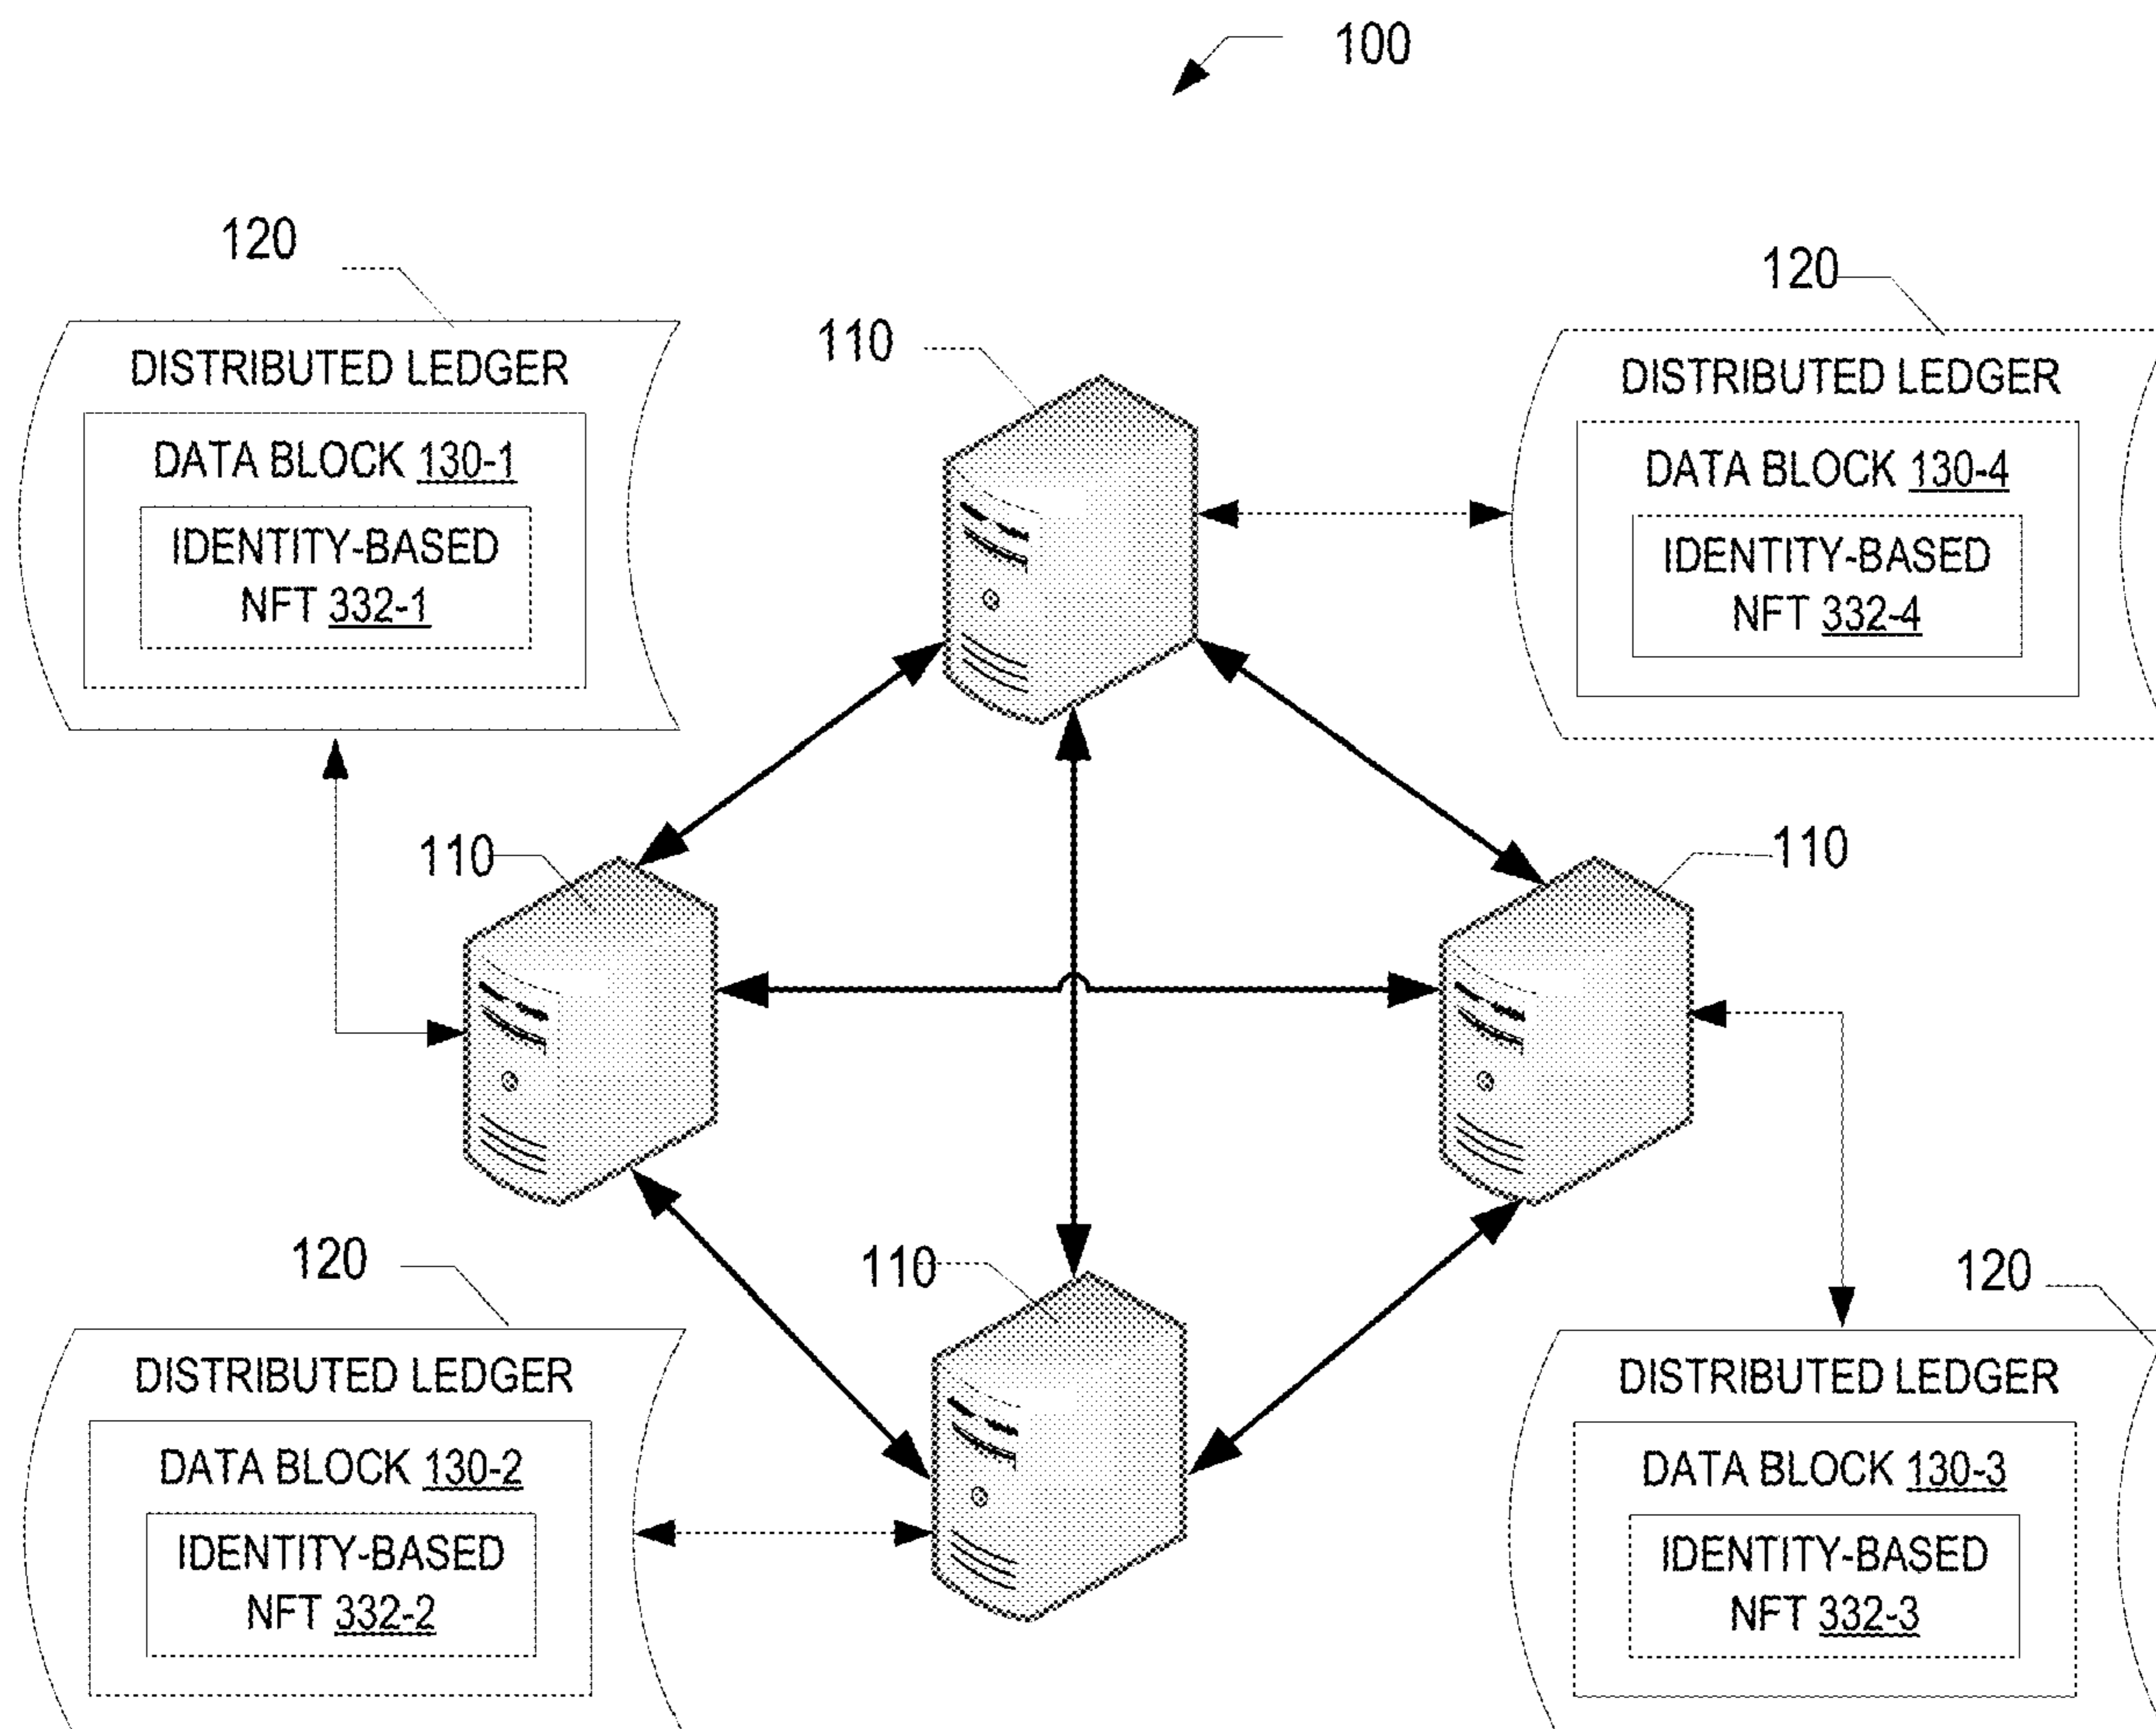 100
120
DISTRIBUTED LEDGER
DATA BLOCK 130-1
IDENTITY-BASED
NFT 332-1
110
120
DISTRIBUTED LEDGER
DATA BLOCK 130-4
IDENTITY-BASED
NFT 332-4
110
110
120
DISTRIBUTED LEDGER
DATA BLOCK 130-2
IDENTITY-BASED
NFT 332-2
110
120
DISTRIBUTED LEDGER
DATA BLOCK 130-3
IDENTITY-BASED
NFT 332-3